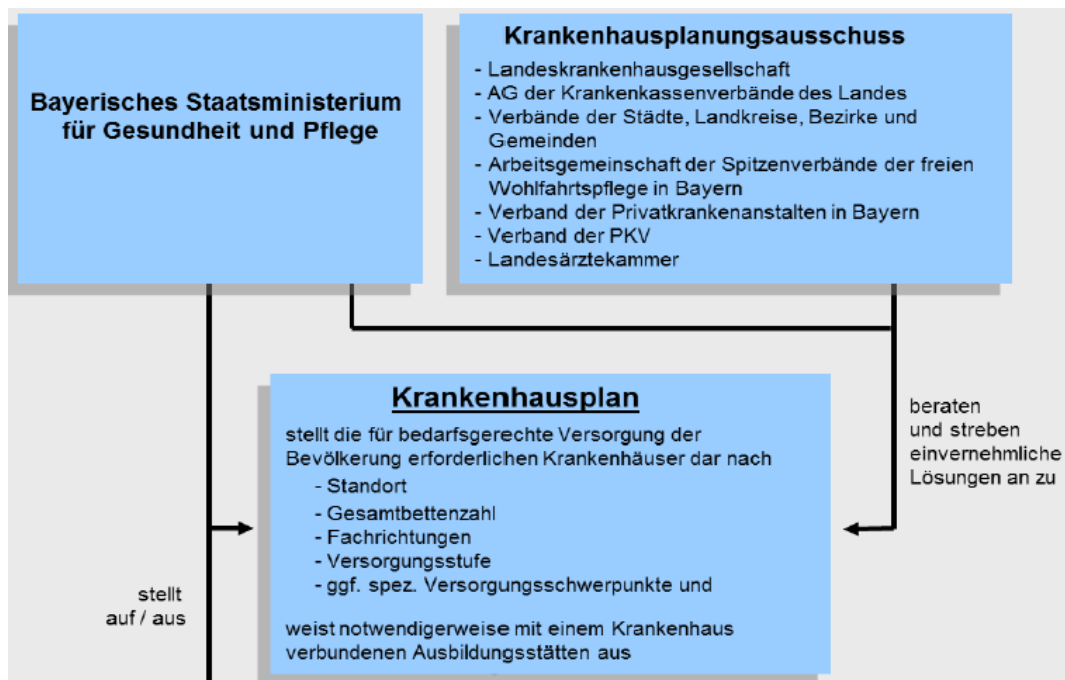 Bayerisches Staatsministerium
für Gesundheit und Pflege
Krankenhausplanungsausschuss
- Landeskrankenhausgesellschaft
- AG der Krankenkassenverbände des Landes
- Verbände der Städte, Landkreise, Bezirke und
Gemeinden
- Arbeitsgemeinschaft der Spitzenverbände der freien
Wohlfahrtspflege in Bayern
- Verband der Privatkrankenanstalten in Bayern
- Verband der PKV
- Landesärztekammer
Krankenhausplan
stellt die für bedarfsgerechte Versorgung der
Bevölkerung erforderlichen Krankenhäuser dar nach
- Standort
- Gesamtbettenzahl
- Fachrichtungen
- Versorgungsstufe
- ggf. spez. Versorgungsschwerpunkte und
weist notwendigerweise mit einem Krankenhaus
verbundenen Ausbildungsstätten aus
beraten
und streben
einvernehmliche
Lösungen an zu
stellt
auf / aus